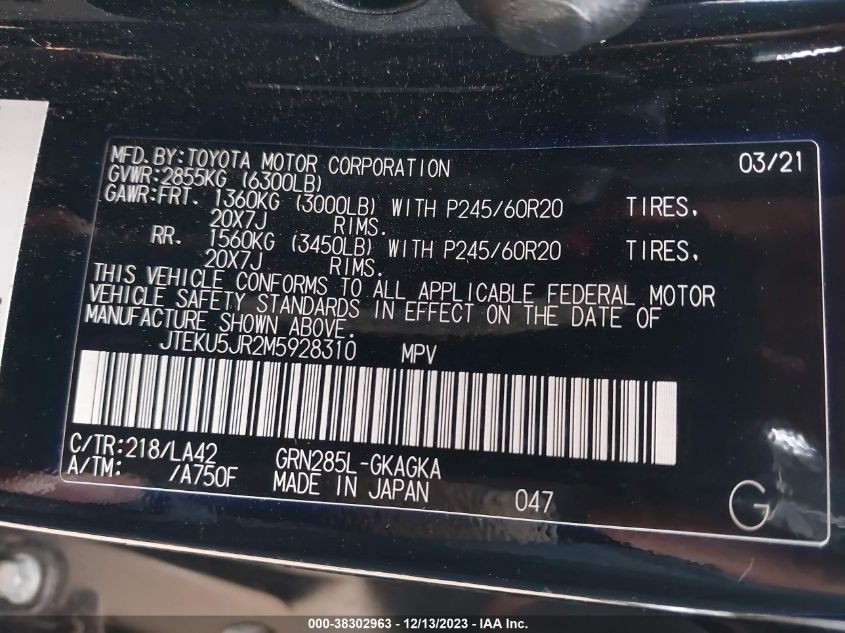 MFD. BY: TOYOTA MOTOR CORPORATION 03/21
GVWR: 2855KG (6300LB)
GAWR: FRT. 1360KG (3000LB) WITH P245/60R20 TIRES.
20X7J RIMS.
RR. 1560KG (3450LB) WITH P245/60R20 TIRES.
20X7J RIMS.
THIS VEHICLE CONFORMS TO ALL APPLICABLE FEDERAL MOTOR
VEHICLE SAFETY STANDARDS IN EFFECT ON THE DATE OF
MANUFACTURE SHOWN ABOVE.
JTEKU5JR2M5928310 MPV
C/TR: 218/LA42 GRN285L-GKAGKA
A/TM: /A750F MADE IN JAPAN 047 G
000-38302963 - 12/13/2023 - IAA Inc.